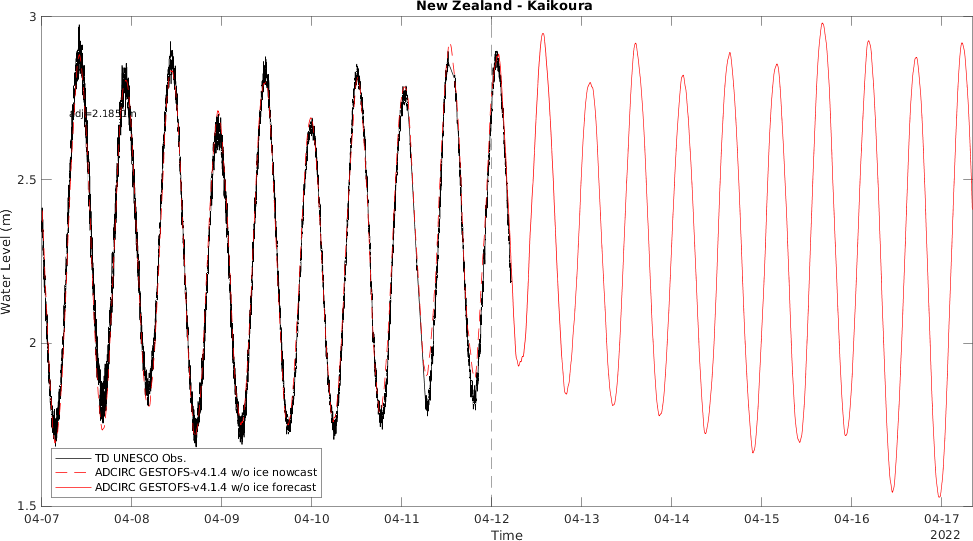 New Zealand - Kaikoura
3
2.5
2
1.5
Water Level (m)
adj=2.1851m
TD UNESCO Obs.
ADCIRC GESTOFS-v4.1.4 w/o ice nowcast
ADCIRC GESTOFS-v4.1.4 w/o ice forecast
04-07 04-08 04-09 04-10 04-11 04-12 04-13 04-14 04-15 04-16 04-17
Time
2022